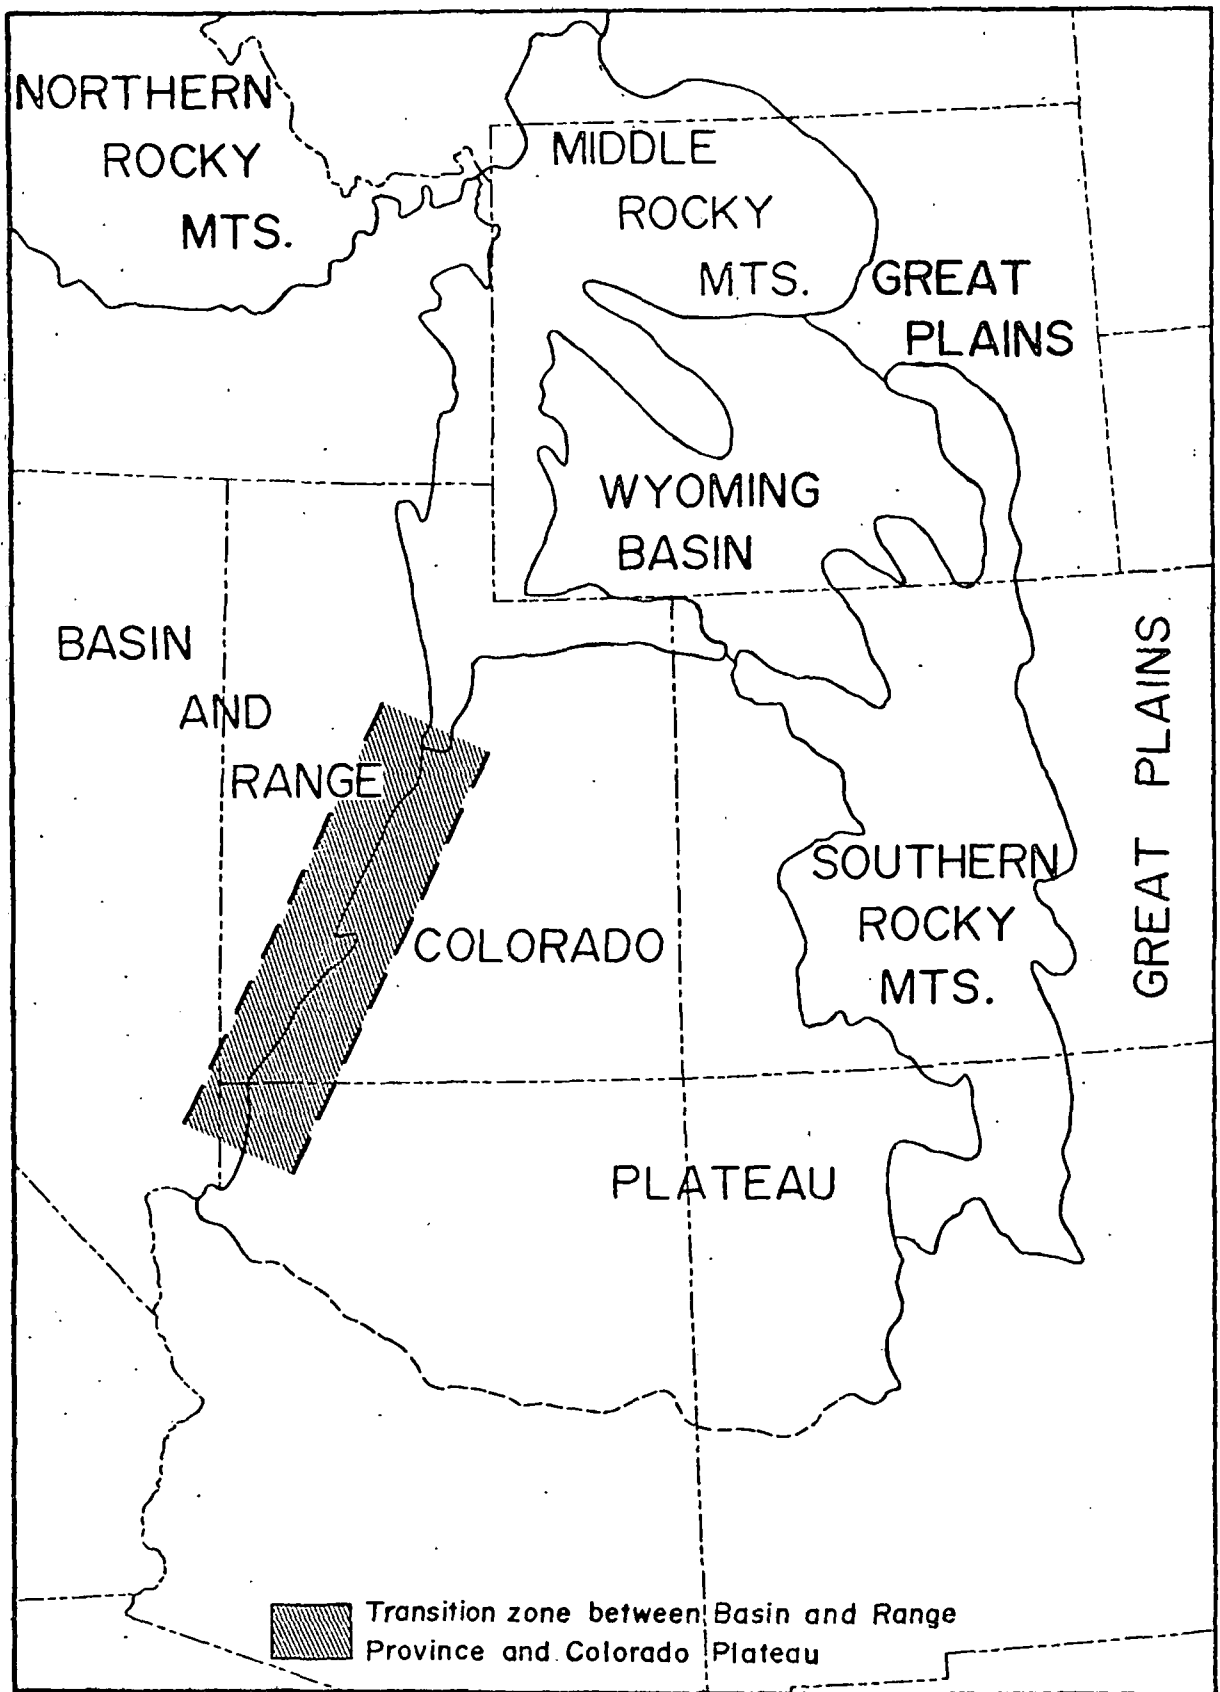 NORTHERN
ROCKY
MTS.
MIDDLE
ROCKY
MTS.
GREAT
PLAINS
WYOMING
BASIN
BASIN
AND
RANGE
GREAT PLAINS
SOUTHERN
ROCKY
MTS.
COLORADO
PLATEAU
Transition zone between Basin and Range
Province and Colorado Plateau